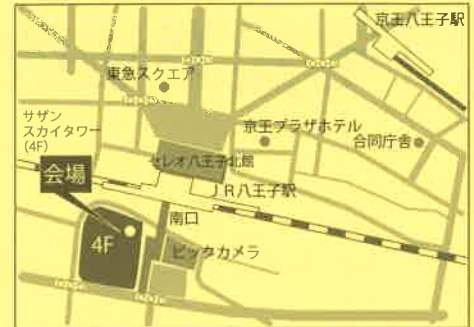 京王八王子駅
東急スクエア
サザン
スカイタワー
(4F)
京王プラザホテル
合同庁舎
セレオ八王子北館
会場
JR八王子駅
南口
4F
ビックカメラ